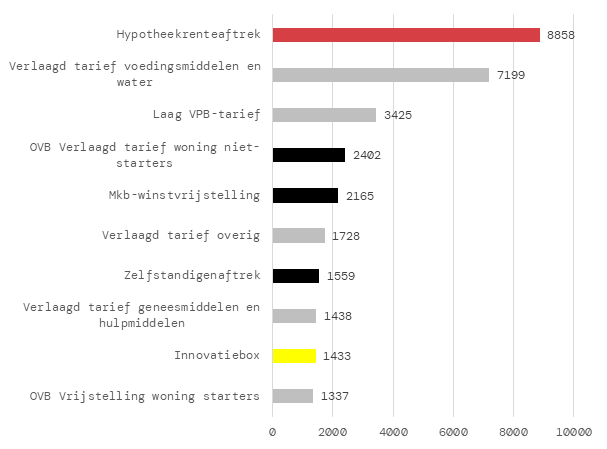 Hypotheekrenteaftrek 8858
Verlaagd tarief voedingsmiddelen en
water 7199
Laag VPB-tarief 3425
OVB Verlaagd tarief woning niet-
starters 2402
Mkb-winstvrijstelling 2165
Verlaagd tarief overig 1728
Zelfstandigenaftrek 1559
Verlaagd tarief geneesmiddelen en
hulpmiddelen 1438
Innovatiebox 1433
OVB Vrijstelling woning starters 1337
0 2000 4000 6000 8000 10000